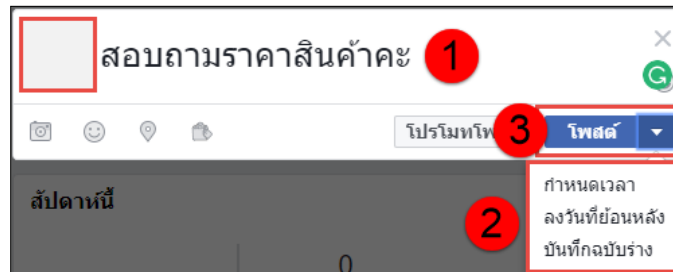 สอบถามราคาสินค้าคะ 1
โปรโมทโพ 3 โพสต์
สัปดาห์นี้
2
กำหนดเวลา
ลงวันที่ย้อนหลัง
บันทึกฉบับร่าง
0